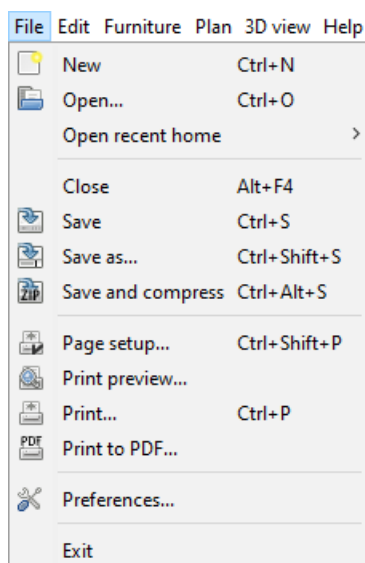 File Edit Furniture Plan 3D view Help
New Ctrl+N
Open... Ctrl+O
Open recent home
Close Alt+F4
Save Ctrl+S
Save as... Ctrl+Shift+S
ZIP Save and compress Ctrl+Alt+S
Page setup... Ctrl+Shift+P
Print preview...
Print... Ctrl+P
PDF Print to PDF...
Preferences...
Exit